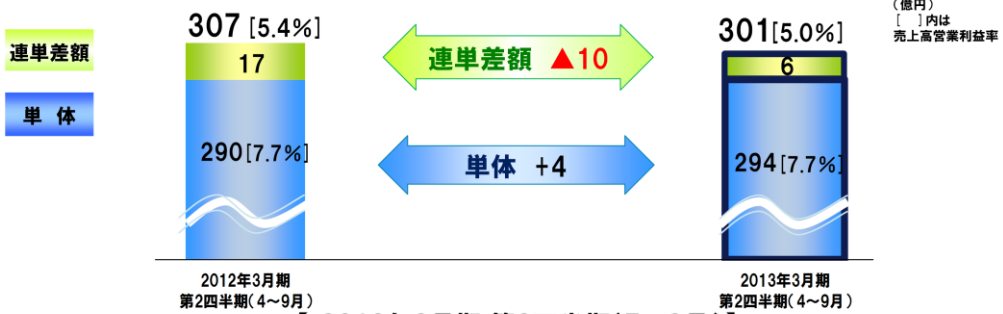 (億円)
[ ]内は
売上高営業利益率
307 [5.4%]
301[5.0%]
連単差額
17
連単差額 ▲10
6
単 体
290[7.7%]
単体 +4
294[7.7%]
2012年3月期
第2四半期(4～9月)
2013年3月期
第2四半期(4～9月)